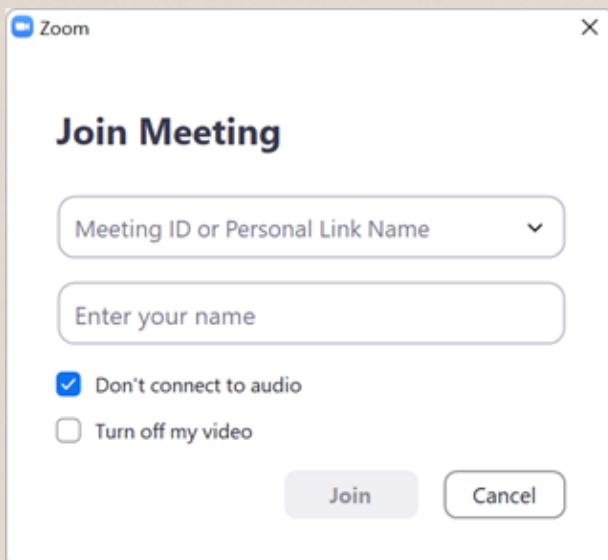 Zoom
Join Meeting
Meeting ID or Personal Link Name
Enter your name
Don't connect to audio
Turn off my video
Join Cancel